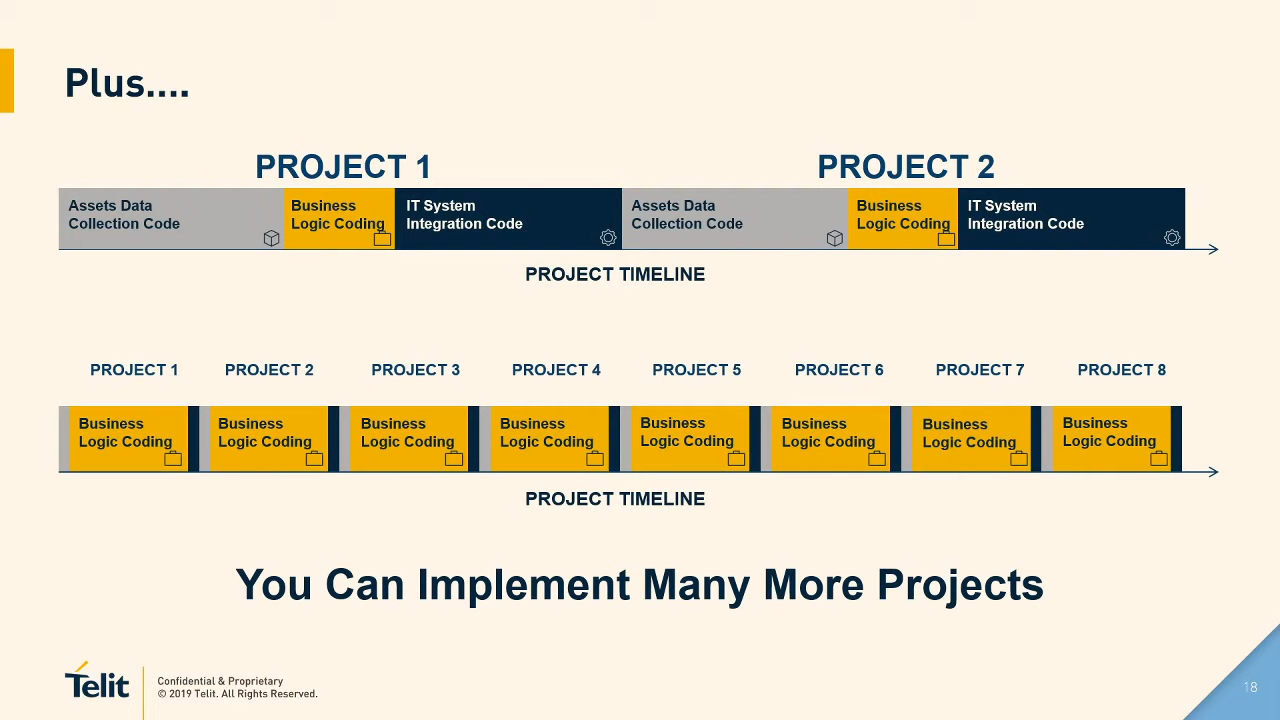 Plus....
PROJECT 1
PROJECT 2
Assets Data
Collection Code
Business
Logic Coding
IT System
Integration Code
Assets Data
Collection Code
Business
Logic Coding
IT System
Integration Code
PROJECT TIMELINE
PROJECT 1
PROJECT 2
PROJECT 3
PROJECT 4
PROJECT 5
PROJECT 6
PROJECT 7
PROJECT 8
Business
Logic Coding
Business
Logic Coding
Business
Logic Coding
Business
Logic Coding
Business
Logic Coding
Business
Logic Coding
Business
Logic Coding
Business
Logic Coding
PROJECT TIMELINE
You Can Implement Many More Projects
Telit
Confidential & Proprietary
© 2019 Telit. All Rights Reserved.
18